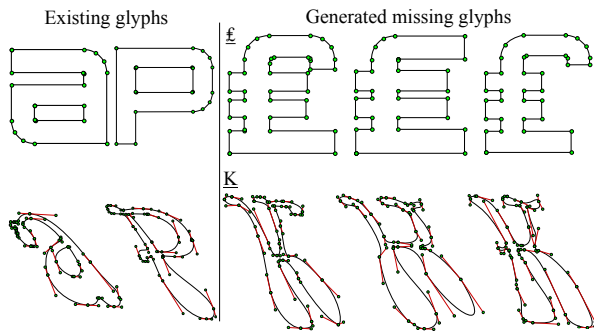 Existing glyphs
Generated missing glyphs
£
a p £ £ £
K
a p K K K